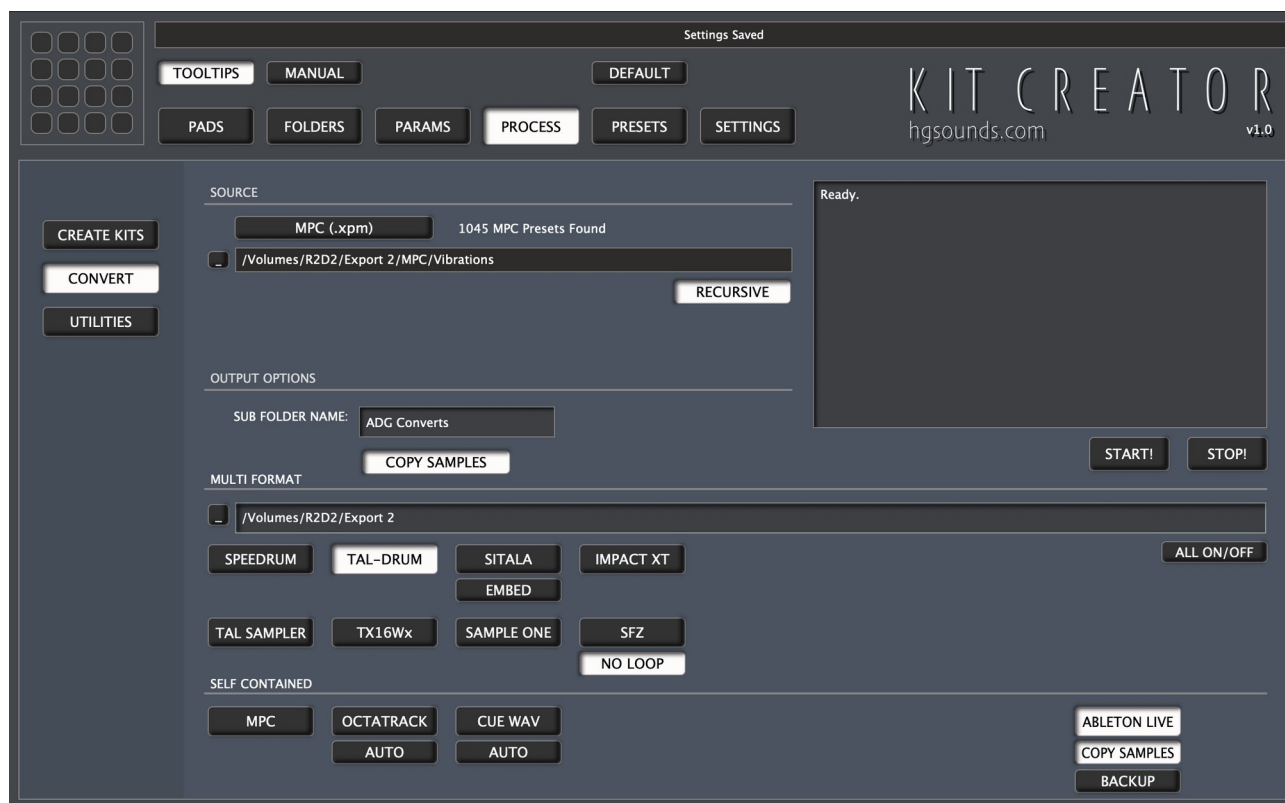 Settings Saved
TOOLTIPS MANUAL DEFAULT
KIT CREATOR
PADS FOLDERS PARAMS PROCESS PRESETS SETTINGS
hgsounds.com v1.0
SOURCE
Ready.
MPC (.xpm) 1045 MPC Presets Found
CREATE KITS
_ /Volumes/R2D2/Export 2/MPC/Vibrations
CONVERT
RECURSIVE
UTILITIES
OUTPUT OPTIONS
SUB FOLDER NAME: ADG Converts
COPY SAMPLES
START! STOP!
MULTI FORMAT
_ /Volumes/R2D2/Export 2
SPEEDRUM TAL-DRUM SITALA IMPACT XT ALL ON/OFF
EMBED
TAL SAMPLER TX16Wx SAMPLE ONE SFZ
NO LOOP
SELF CONTAINED
MPC OCTATRACK CUE WAV ABLETON LIVE
AUTO AUTO COPY SAMPLES
BACKUP